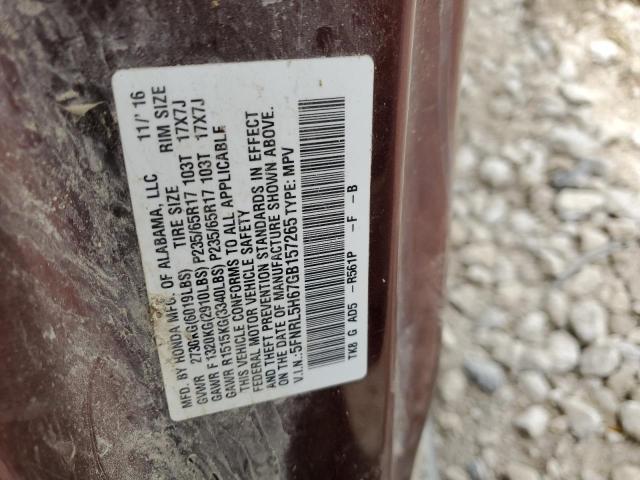 MFD. BY HONDA MFG. OF ALABAMA, LLC 11/'16
TIRE SIZE RIM SIZE
GVWR 2730KG(6019LBS) P235/65R17 103T 17X7J
GAWR F 1320KG(2910LBS) P235/65R17 103T 17X7J
GAWR R1515KG(3340LBS)
THIS VEHICLE CONFORMS TO ALL APPLICABLE
FEDERAL MOTOR VEHICLE SAFETY
AND THEFT PREVENTION STANDARDS IN EFFECT
ON THE DATE OF MANUFACTURE SHOWN ABOVE.
V.I.N.: 5FNRL5H67GB157265 TYPE: MPV
TK8 G AD5 - R561P - F - B